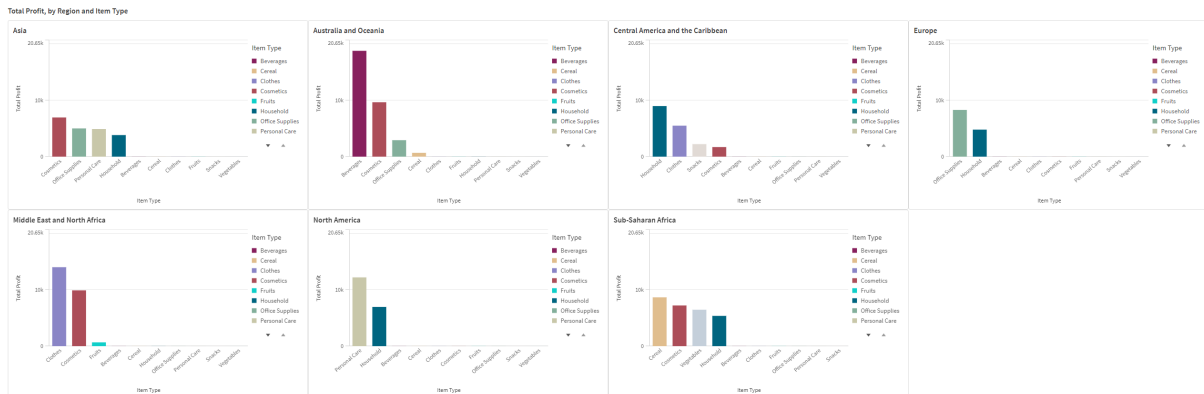 Total Profit, by Region and Item Type
Asia
20.65k
10k
0
Total Profit
Cosmetics
Office Supplies
Personal Care
Household
Beverages
Cereal
Clothes
Fruits
Snacks
Vegetables
Item Type
Item Type
Beverages
Cereal
Clothes
Cosmetics
Fruits
Household
Office Supplies
Personal Care
Australia and Oceania
20.65k
10k
0
Total Profit
Beverages
Cosmetics
Office Supplies
Cereal
Clothes
Fruits
Household
Personal Care
Snacks
Vegetables
Item Type
Item Type
Beverages
Cereal
Clothes
Cosmetics
Fruits
Household
Office Supplies
Personal Care
Central America and the Caribbean
20.65k
10k
0
Total Profit
Household
Clothes
Snacks
Cosmetics
Beverages
Cereal
Fruits
Office Supplies
Personal Care
Vegetables
Item Type
Item Type
Beverages
Cereal
Clothes
Cosmetics
Fruits
Household
Office Supplies
Personal Care
Europe
20.65k
10k
0
Total Profit
Office Supplies
Household
Beverages
Cereal
Clothes
Cosmetics
Fruits
Personal Care
Snacks
Vegetables
Item Type
Item Type
Beverages
Cereal
Clothes
Cosmetics
Fruits
Household
Office Supplies
Personal Care
Middle East and North Africa
20.65k
10k
0
Total Profit
Clothes
Cosmetics
Fruits
Beverages
Cereal
Household
Office Supplies
Personal Care
Snacks
Vegetables
Item Type
Item Type
Beverages
Cereal
Clothes
Cosmetics
Fruits
Household
Office Supplies
Personal Care
North America
20.65k
10k
0
Total Profit
Personal Care
Household
Beverages
Cereal
Clothes
Cosmetics
Fruits
Office Supplies
Snacks
Vegetables
Item Type
Item Type
Beverages
Cereal
Clothes
Cosmetics
Fruits
Household
Office Supplies
Personal Care
Sub-Saharan Africa
20.65k
10k
0
Total Profit
Cereal
Cosmetics
Vegetables
Household
Beverages
Clothes
Fruits
Office Supplies
Personal Care
Snacks
Item Type
Item Type
Beverages
Cereal
Clothes
Cosmetics
Fruits
Household
Office Supplies
Personal Care